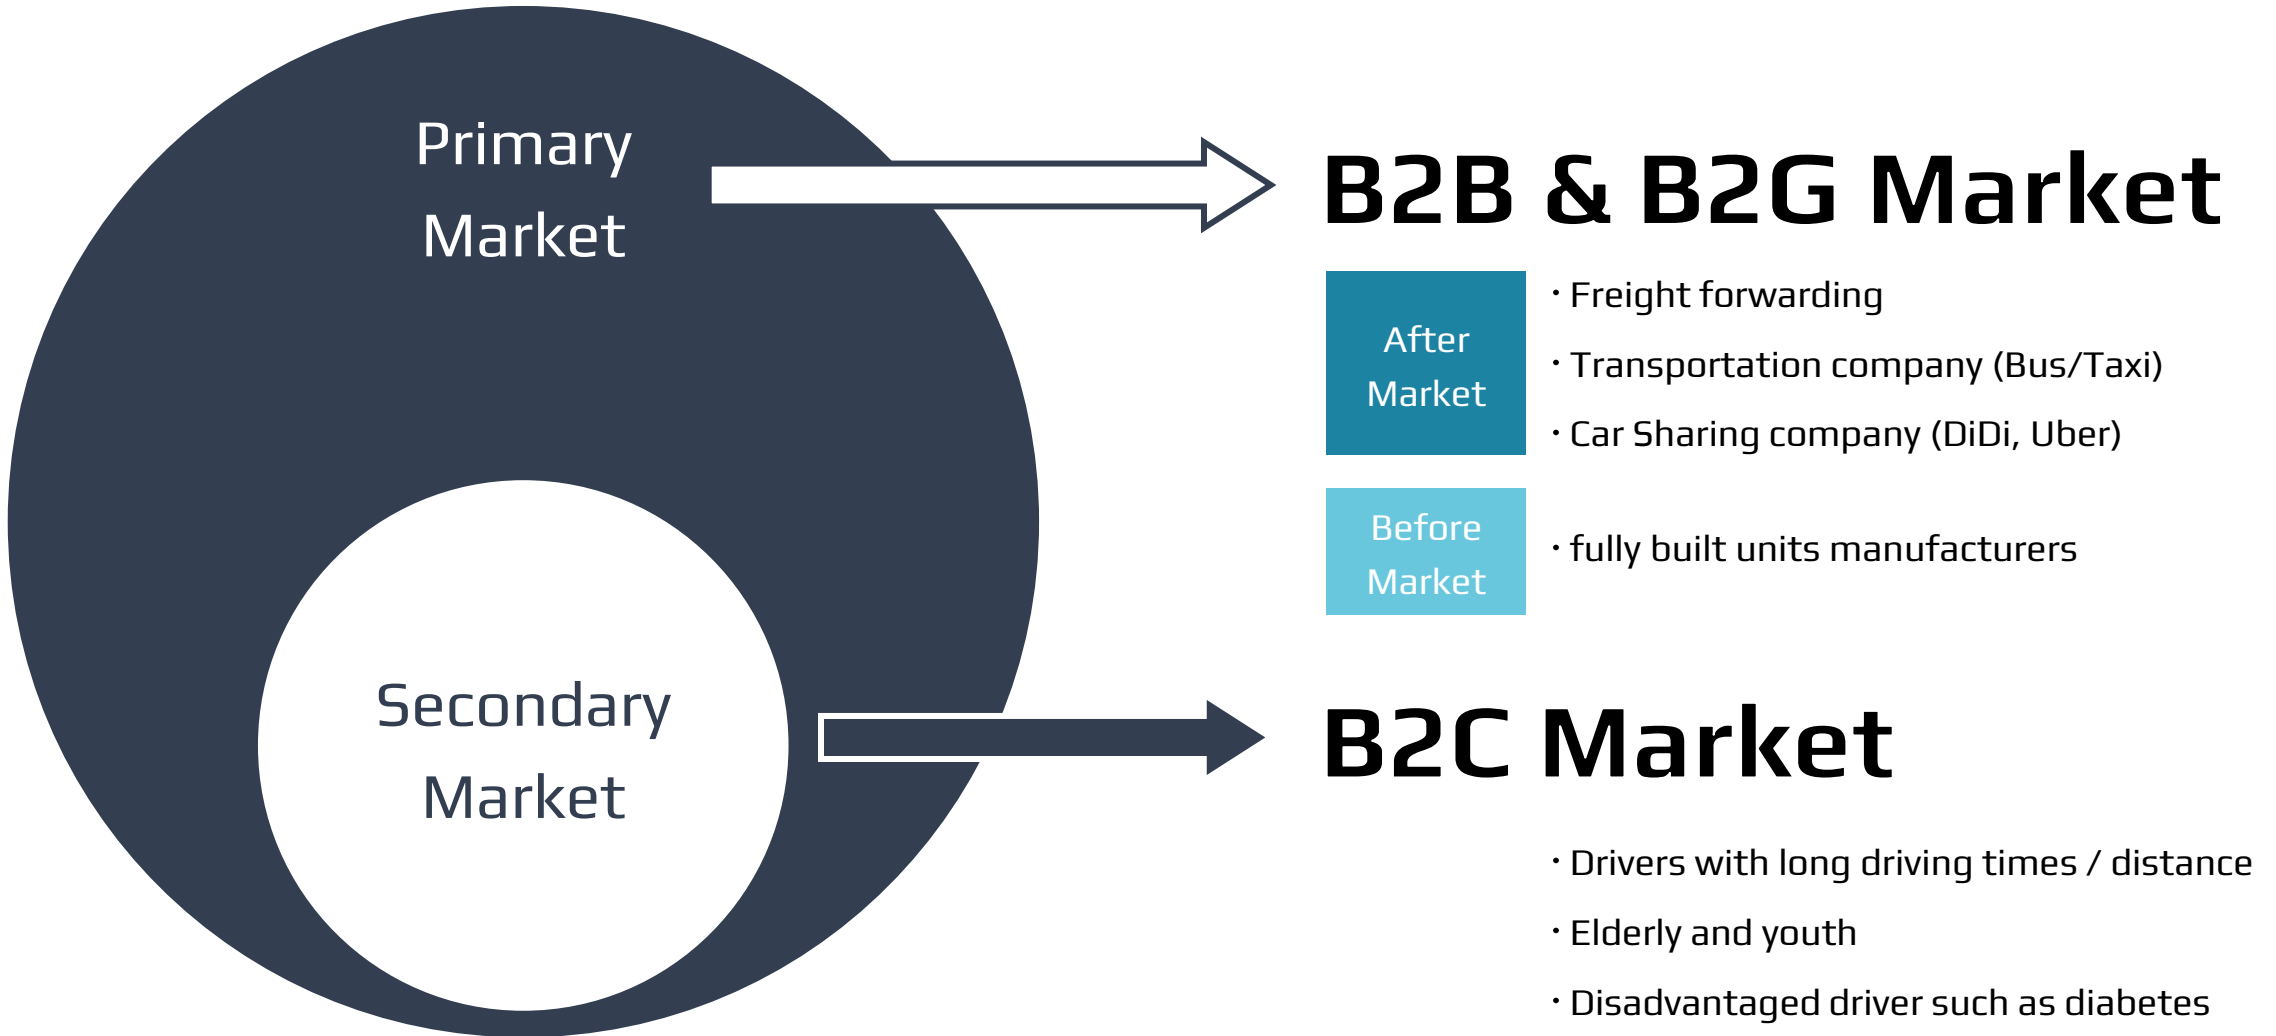 Primary
Market
B2B & B2G Market
After
Market
· Freight forwarding
· Transportation company (Bus/Taxi)
· Car Sharing company (DiDi, Uber)
Before
Market
· fully built units manufacturers
Secondary
Market
B2C Market
· Drivers with long driving times / distance
· Elderly and youth
· Disadvantaged driver such as diabetes